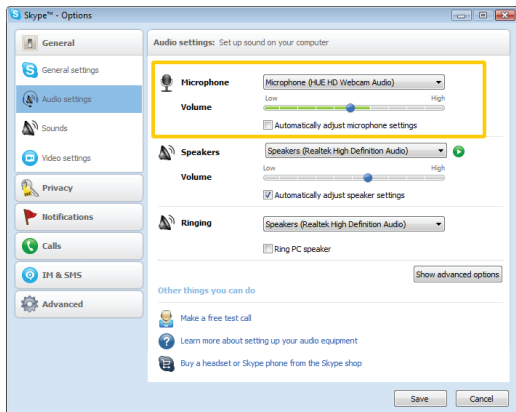 Skype™ - Options
General
General settings
Audio settings
Sounds
Video settings
Privacy
Notifications
Calls
IM & SMS
Advanced
Audio settings: Set up sound on your computer
Microphone Microphone (HUE HD Webcam Audio)
Volume Low High
Automatically adjust microphone settings
Speakers Speakers (Realtek High Definition Audio)
Volume Low High
Automatically adjust speaker settings
Ringing Speakers (Realtek High Definition Audio)
Ring PC speaker
Show advanced options
Other things you can do
Make a free test call
Learn more about setting up your audio equipment
Buy a headset or Skype phone from the Skype shop
Save Cancel